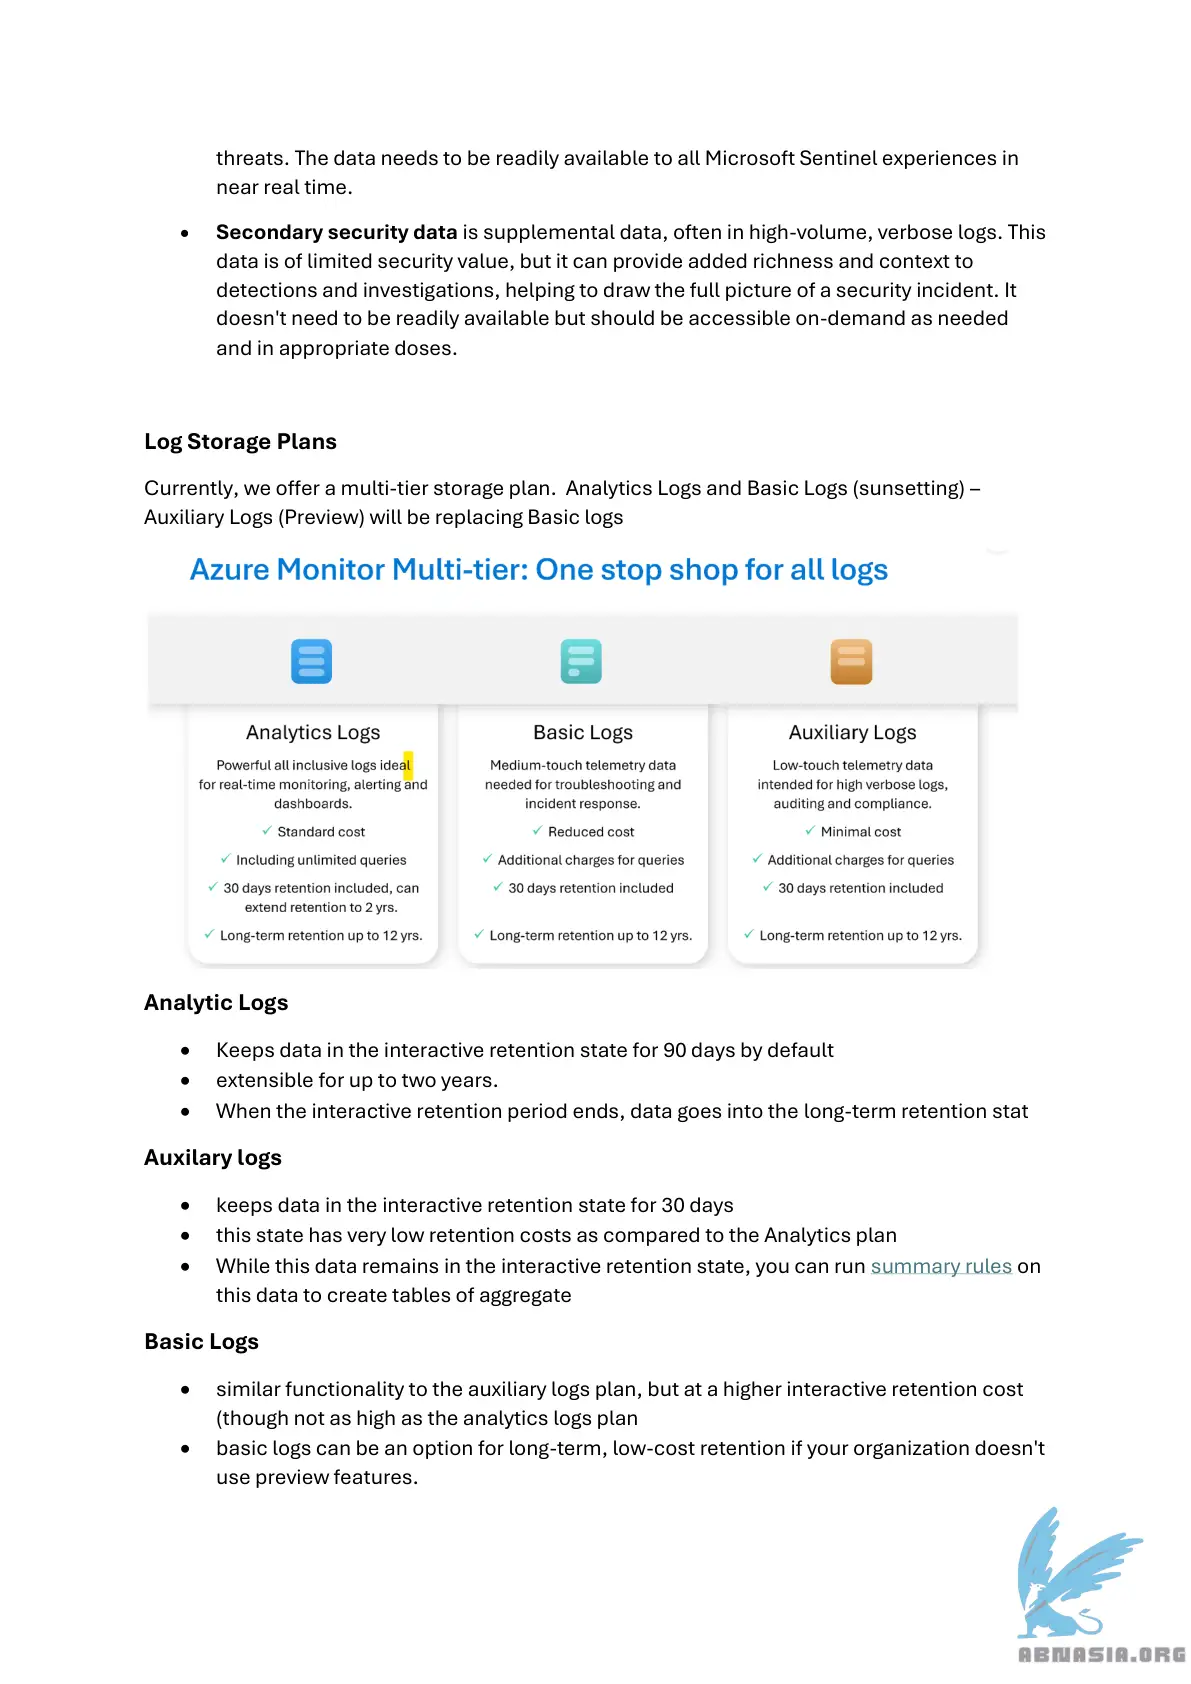 threats. The data needs to be readily available to all Microsoft Sentinel experiences in
near real time.
• Secondary security data is supplemental data, often in high-volume, verbose logs. This
data is of limited security value, but it can provide added richness and context to
detections and investigations, helping to draw the full picture of a security incident. It
doesn't need to be readily available but should be accessible on-demand as needed
and in appropriate doses.
Log Storage Plans
Currently, we offer a multi-tier storage plan.  Analytics Logs and Basic Logs (sunsetting) –
Auxiliary Logs (Preview) will be replacing Basic logs
Azure Monitor Multi-tier: One stop shop for all logs
Analytics Logs
Powerful all inclusive logs ideal
for real-time monitoring, alerting and
dashboards.
✓ Standard cost
✓ Including unlimited queries
✓ 30 days retention included, can
extend retention to 2 yrs.
✓ Long-term retention up to 12 yrs.
Basic Logs
Medium-touch telemetry data
needed for troubleshooting and
incident response.
✓ Reduced cost
✓ Additional charges for queries
✓ 30 days retention included
✓ Long-term retention up to 12 yrs.
Auxiliary Logs
Low-touch telemetry data
intended for high verbose logs,
auditing and compliance.
✓ Minimal cost
✓ Additional charges for queries
✓ 30 days retention included
✓ Long-term retention up to 12 yrs.
Analytic Logs
• Keeps data in the interactive retention state for 90 days by default
• extensible for up to two years.
• When the interactive retention period ends, data goes into the long-term retention stat
Auxilary logs
• keeps data in the interactive retention state for 30 days
• this state has very low retention costs as compared to the Analytics plan
• While this data remains in the interactive retention state, you can run summary rules on
this data to create tables of aggregate
Basic Logs
• similar functionality to the auxiliary logs plan, but at a higher interactive retention cost
(though not as high as the analytics logs plan
• basic logs can be an option for long-term, low-cost retention if your organization doesn't
use preview features.
ABNASIA.ORG